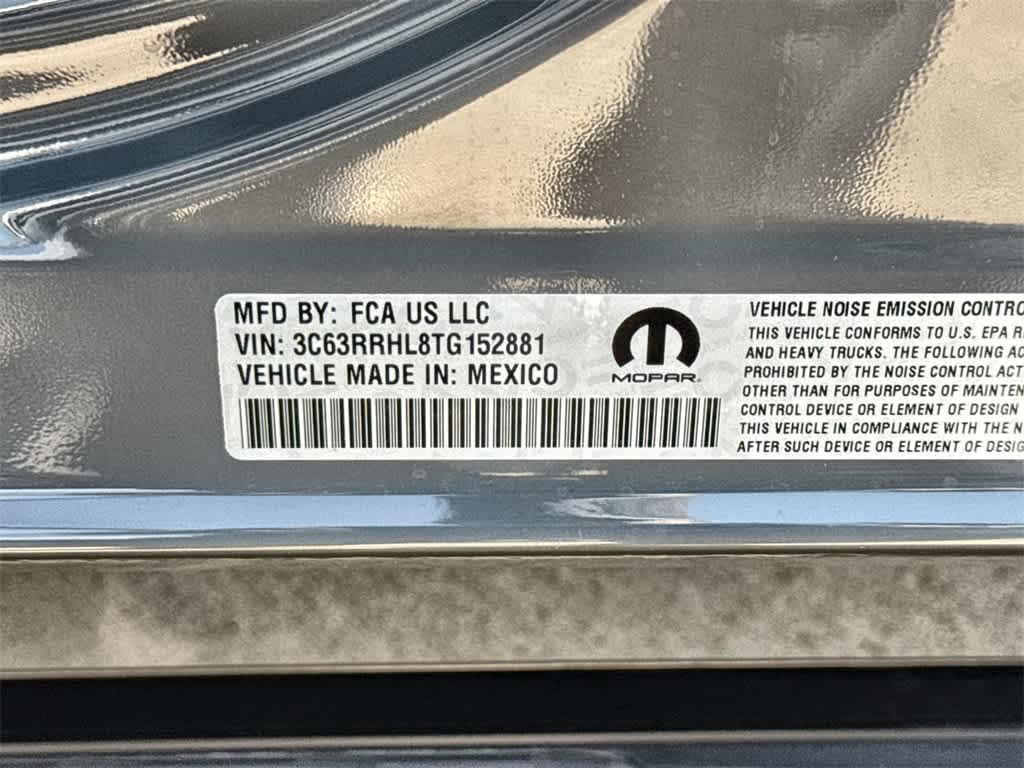 MFD BY: FCA US LLC
VIN: 3C63RRHL8TG152881
VEHICLE MADE IN: MEXICO
MOPAR
VEHICLE NOISE EMISSION CONTRO
THIS VEHICLE CONFORMS TO U.S. EPA R
AND HEAVY TRUCKS. THE FOLLOWING AC
PROHIBITED BY THE NOISE CONTROL ACT
OTHER THAN FOR PURPOSES OF MAINTEN
CONTROL DEVICE OR ELEMENT OF DESIGN
THIS VEHICLE IN COMPLIANCE WITH THE N
AFTER SUCH DEVICE OR ELEMENT OF DESIG